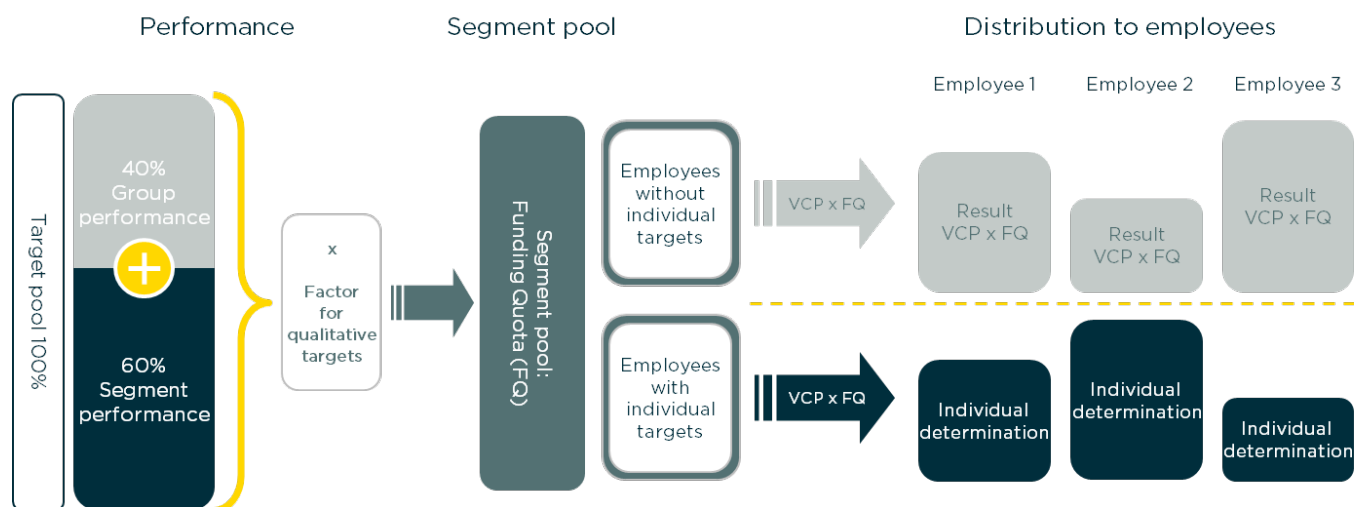 Performance
Segment pool
Distribution to employees
Target pool 100%
40%
Group
performance
60%
Segment
performance
x
Factor
for
qualitative
targets
Segment pool:
Funding Quota (FQ)
Employees
without
individual
targets
Employees
with
individual
targets
VCP x FQ
VCP x FQ
Employee 1
Employee 2
Employee 3
Result
VCP x FQ
Result
VCP x FQ
Result
VCP x FQ
Individual
determination
Individual
determination
Individual
determination